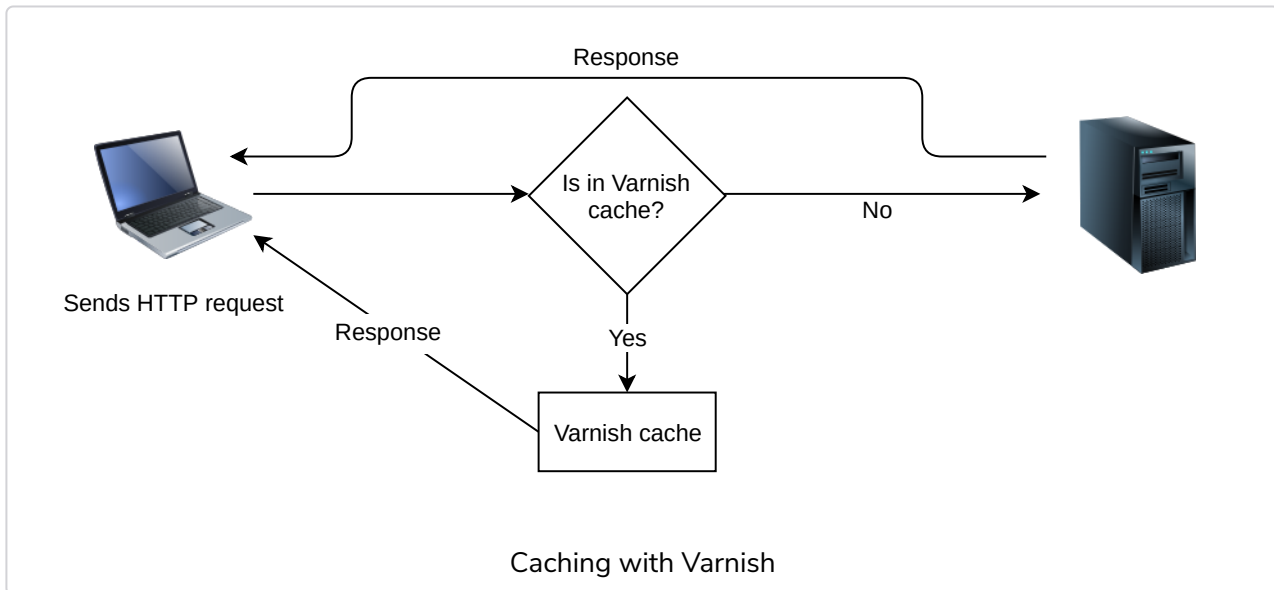 Response
Is in Varnish
cache?
No
Sends HTTP request
Response
Yes
Varnish cache
Caching with Varnish